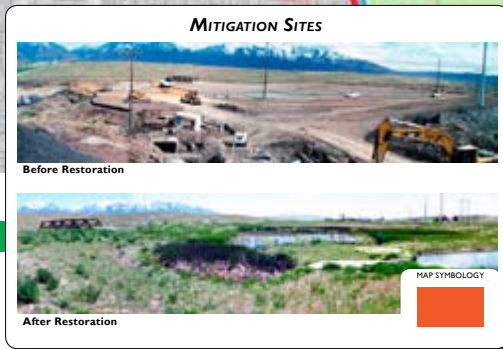 MITIGATION SITES
Before Restoration
MAP SYMBOLOGY
After Restoration